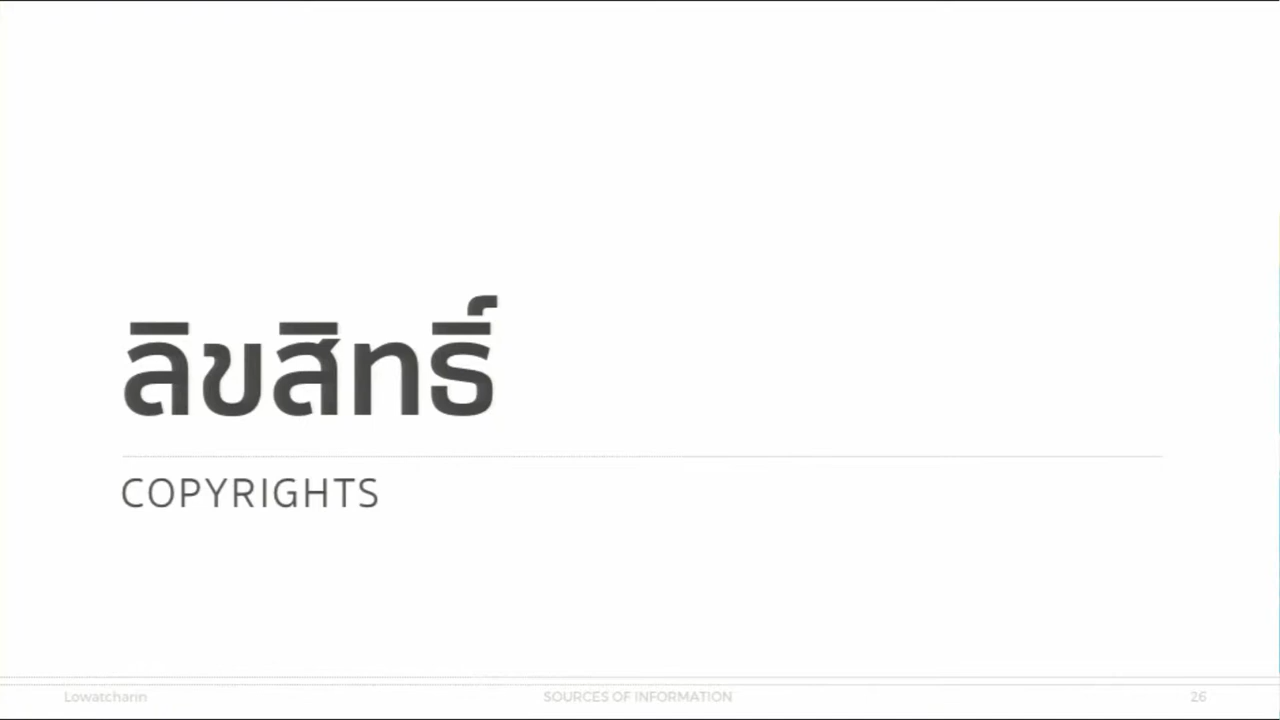 ลิขสิทธิ์
COPYRIGHTS
Lowatcharin SOURCES OF INFORMATION 26